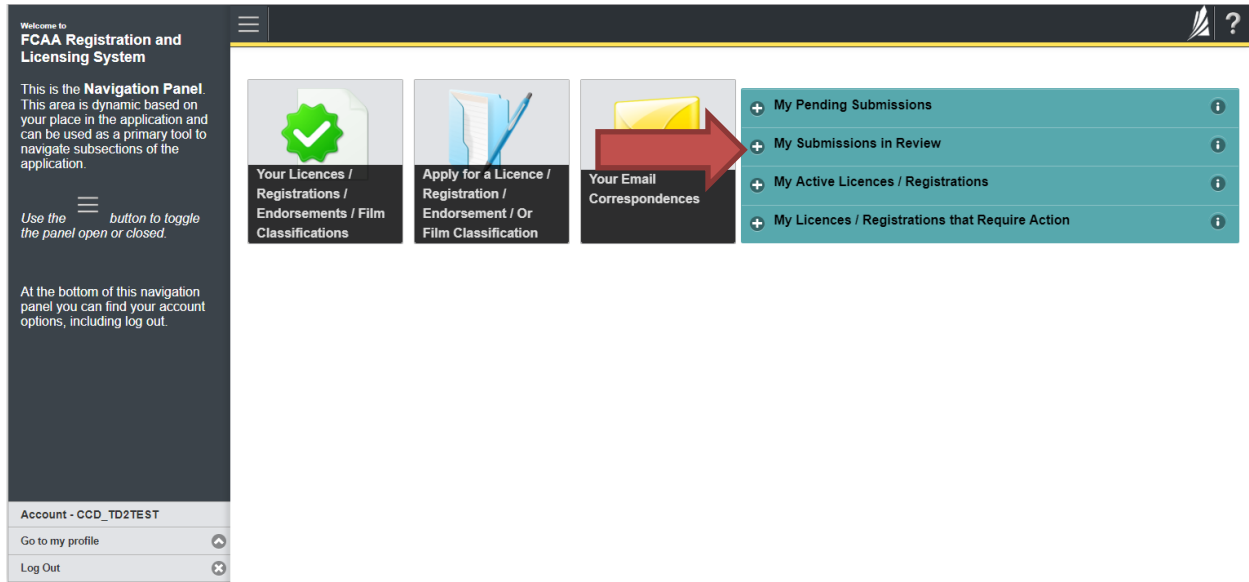 Welcome to
FCAA Registration and
Licensing System
This is the Navigation Panel.
This area is dynamic based on
your place in the application and
can be used as a primary tool to
navigate subsections of the
application.
Use the button to toggle
the panel open or closed.
At the bottom of this navigation
panel you can find your account
options, including log out.
Account - CCD_TD2TEST
Go to my profile
Log Out
?
Your Licences /
Registrations /
Endorsements / Film
Classifications
Apply for a Licence /
Registration /
Endorsement / Or
Film Classification
Your Email
Correspondences
My Pending Submissions
My Submissions in Review
My Active Licences / Registrations
My Licences / Registrations that Require Action